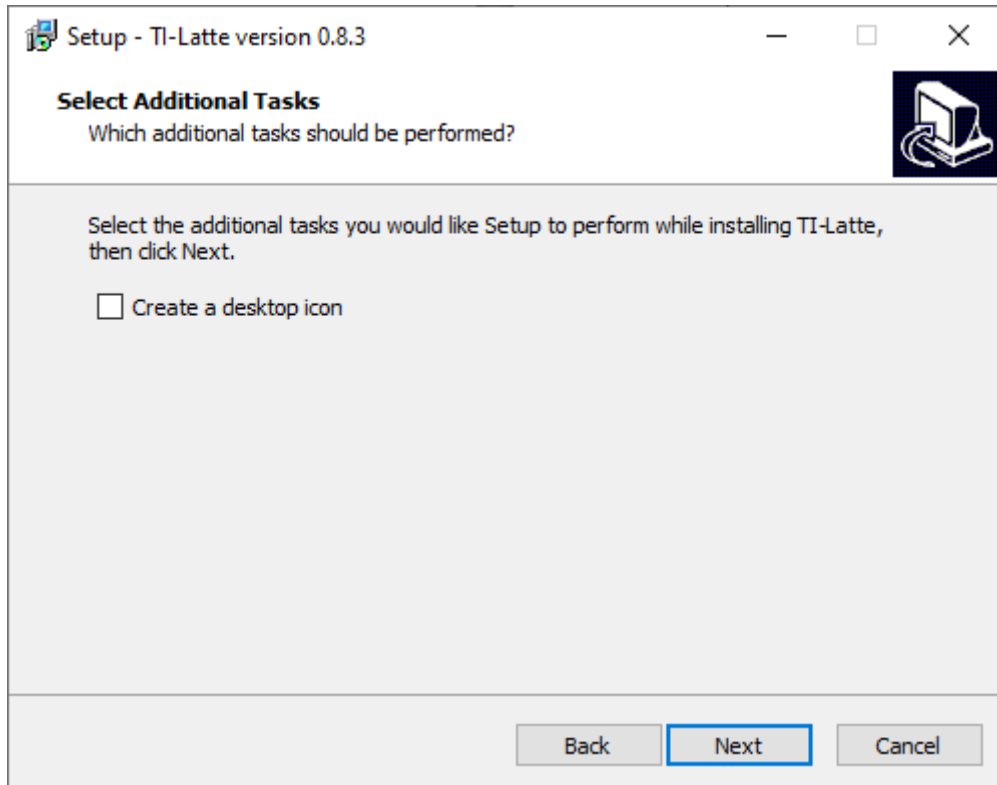 Setup - TI-Latte version 0.8.3
Select Additional Tasks
Which additional tasks should be performed?
Select the additional tasks you would like Setup to perform while installing TI-Latte,
then click Next.
Create a desktop icon
Back Next Cancel